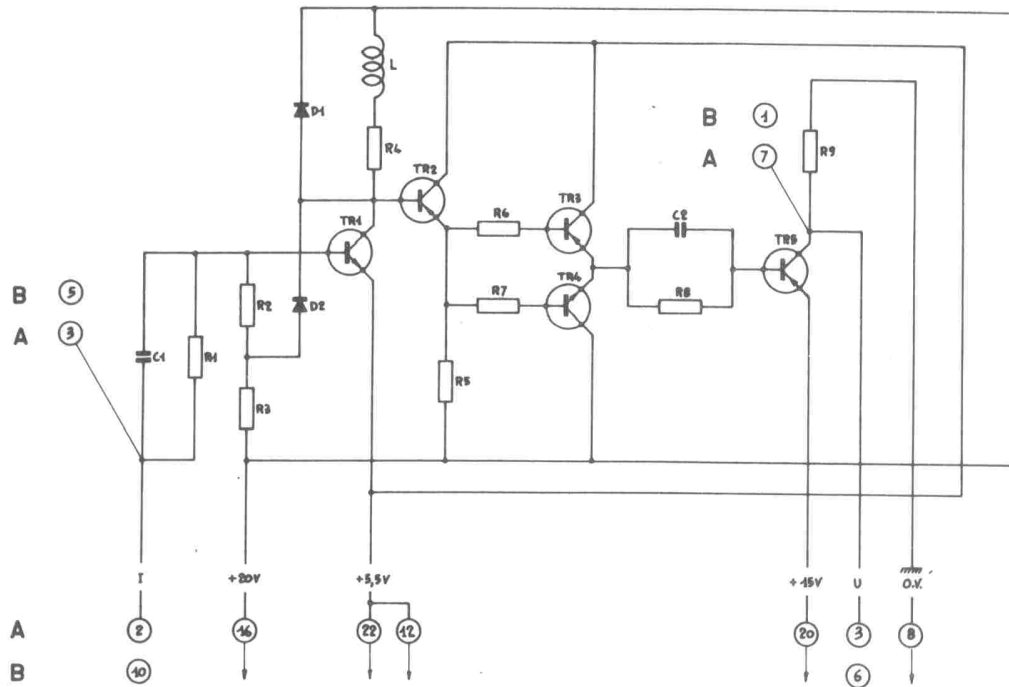 L
D1
B 1
R4
R9
A 7
TR2
TR3
R6
C2
TR1
TR5
TR4
B 5
R2
D2
R7
R8
A 3
C1
R1
R5
R3
I +20V +5,5V +15V U O.V.
A 2 16 22 12 20 3 8
B 10 6